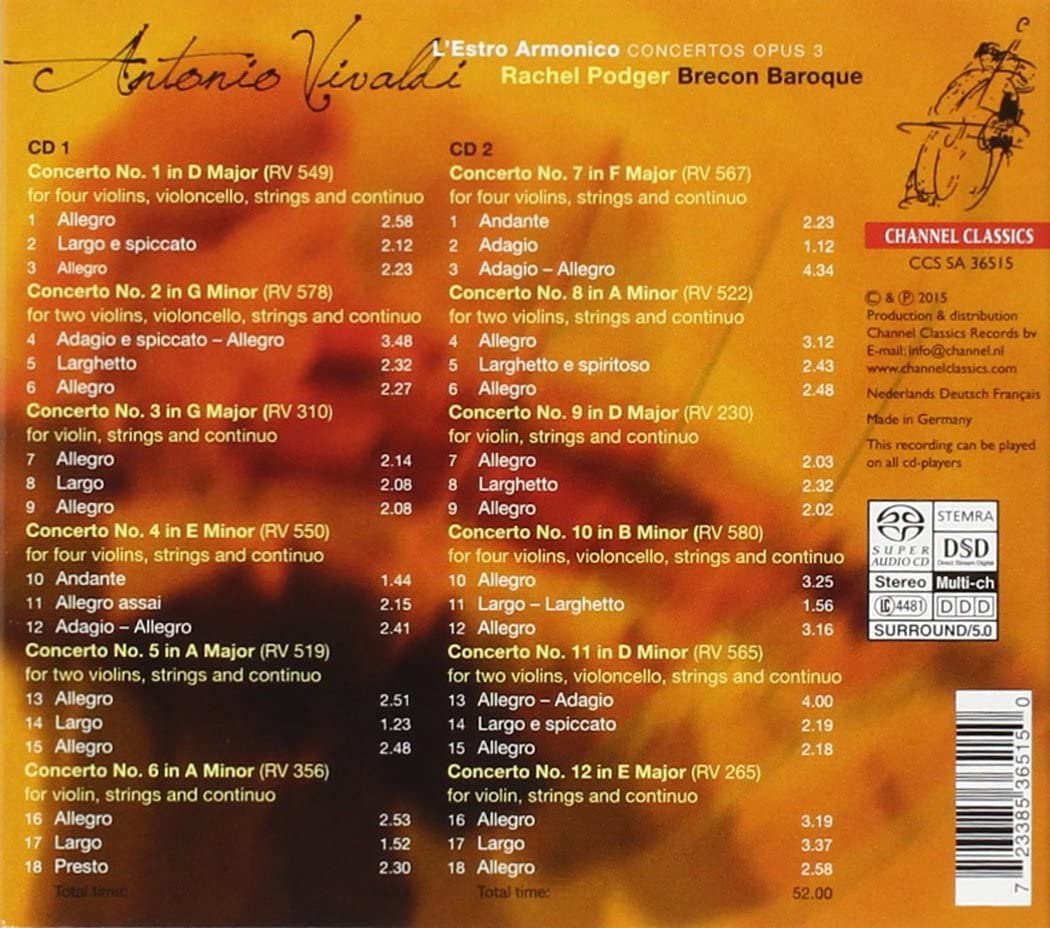 Antonio Vivaldi
L'Estro Armonico CONCERTOS OPUS 3
Rachel Podger Brecon Baroque
CD 1
Concerto No. 1 in D Major (RV 549)
for four violins, violoncello, strings and continuo
1 Allegro 2.58
2 Largo e spiccato 2.12
3 Allegro 2.23
Concerto No. 2 in G Minor (RV 578)
for two violins, violoncello, strings and continuo
4 Adagio e spiccato – Allegro 3.48
5 Larghetto 2.32
6 Allegro 2.27
Concerto No. 3 in G Major (RV 310)
for violin, strings and continuo
7 Allegro 2.14
8 Largo 2.08
9 Allegro 2.08
Concerto No. 4 in E Minor (RV 550)
for four violins, strings and continuo
10 Andante 1.44
11 Allegro assai 2.15
12 Adagio – Allegro 2.41
Concerto No. 5 in A Major (RV 519)
for two violins, strings and continuo
13 Allegro 2.51
14 Largo 1.23
15 Allegro 2.48
Concerto No. 6 in A Minor (RV 356)
for violin, strings and continuo
16 Allegro 2.53
17 Largo 1.52
18 Presto 2.30
Total time:
CD 2
Concerto No. 7 in F Major (RV 567)
for four violins, strings and continuo
1 Andante 2.23
2 Adagio 1.12
3 Adagio – Allegro 4.34
Concerto No. 8 in A Minor (RV 522)
for two violins, strings and continuo
4 Allegro 3.12
5 Larghetto e spiritoso 2.43
6 Allegro 2.48
Concerto No. 9 in D Major (RV 230)
for violin, strings and continuo
7 Allegro 2.03
8 Larghetto 2.32
9 Allegro 2.02
Concerto No. 10 in B Minor (RV 580)
for four violins, violoncello, strings and continuo
10 Allegro 3.25
11 Largo – Larghetto 1.56
12 Allegro 3.16
Concerto No. 11 in D Minor (RV 565)
for two violins, violoncello, strings and continuo
13 Allegro – Adagio 4.00
14 Largo e spiccato 2.19
15 Allegro 2.18
Concerto No. 12 in E Major (RV 265)
for violin, strings and continuo
16 Allegro 3.19
17 Largo 3.37
18 Allegro 2.58
Total time: 52.00
CHANNEL CLASSICS
CCS SA 36515
© & ℗ 2015
Production & distribution
Channel Classics Records bv
E-mail: info@channel.nl
www.channelclassics.com
Nederlands Deutsch Français
Made in Germany
This recording can be played
on all cd-players
SUPER
AUDIO CD
STEMRA
DSD
Direct Stream Digital
Stereo Multi-ch
LC 4481 DDD
SURROUND/5.0
7 23385 36515 0